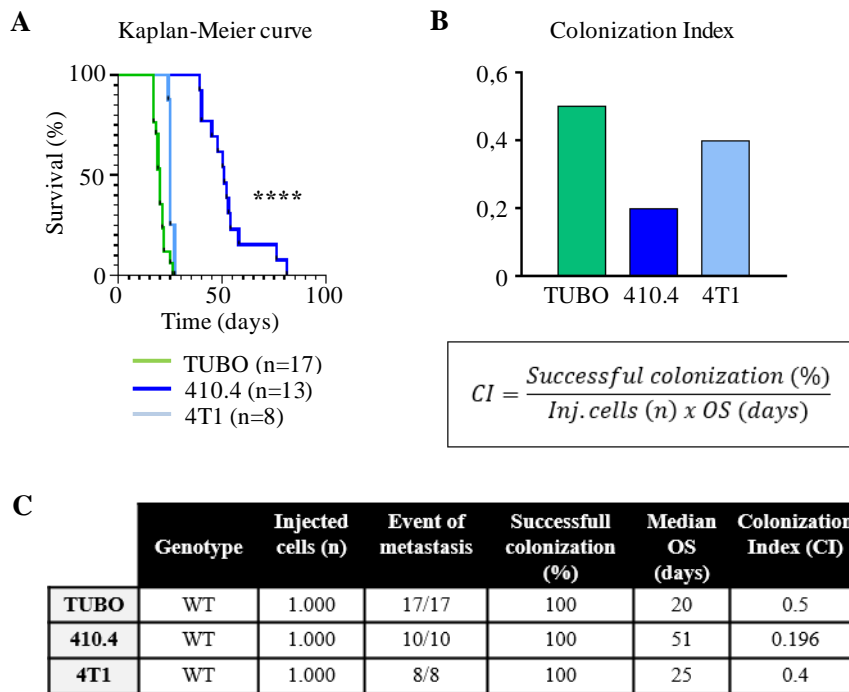 A
Kaplan-Meier curve
Survival (%)
100
50
0
0 50 100
****
Time (days)
TUBO (n=17)
410.4 (n=13)
4T1 (n=8)
B
Colonization Index
0,6
0,4
0,2
0
TUBO 410.4 4T1
CI = Successful colonization (%)
Inj. cells (n) x OS (days)
C
Genotype Injected cells (n) Event of metastasis Successfull colonization (%) Median OS (days) Colonization Index (CI)
TUBO WT 1.000 17/17 100 20 0.5
410.4 WT 1.000 10/10 100 51 0.196
4T1 WT 1.000 8/8 100 25 0.4